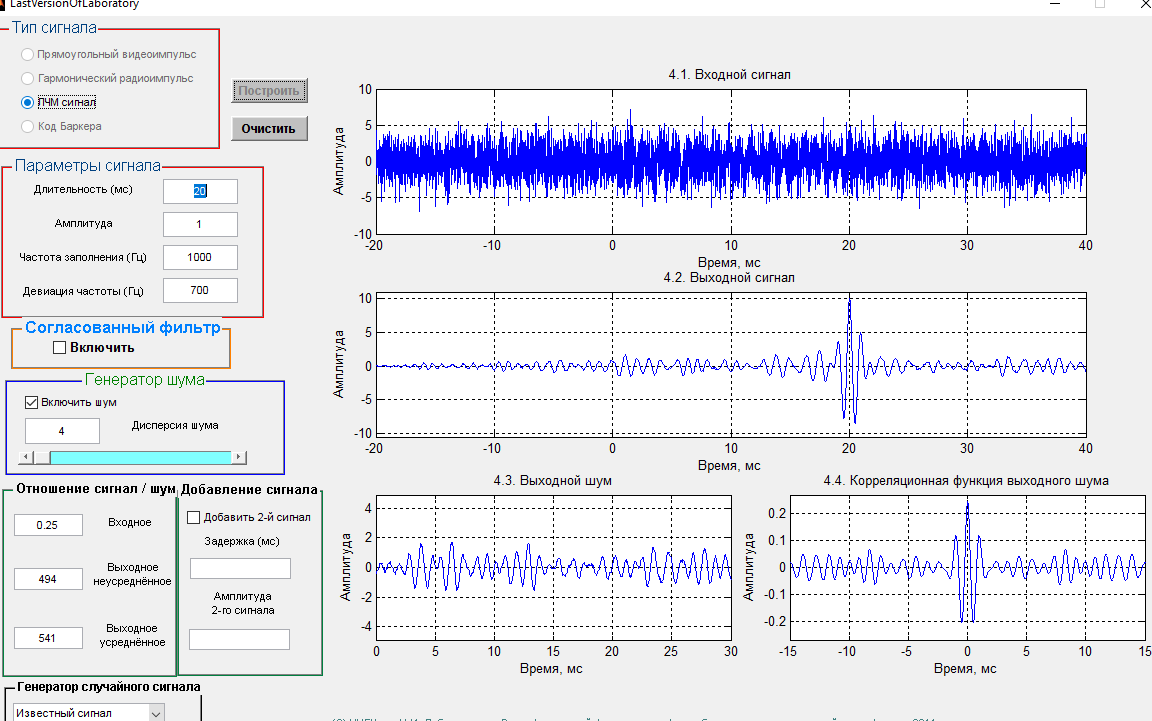 LastVersionOfLaboratory
Тип сигнала
Прямоугольный видеоимпульс
Гармонический радиоимпульс
ЛЧМ сигнал
Код Баркера
Построить
Очистить
Параметры сигнала
Длительность (мс)
20
Амплитуда
1
Частота заполнения (Гц)
1000
Девиация частоты (Гц)
700
Согласованный фильтр
Включить
Генератор шума
Включить шум
4
Дисперсия шума
Отношение сигнал / шум
0.25
Входное
494
Выходное
неусреднённое
541
Выходное
усреднённое
Добавление сигнала
Добавить 2-й сигнал
Задержка (мс)
Амплитуда
2-го сигнала
Генератор случайного сигнала
Известный сигнал
4.1. Входной сигнал
Амплитуда
10
5
0
-5
-10
-20 -10 0 10 20 30 40
Время, мс
4.2. Выходной сигнал
Амплитуда
10
5
0
-5
-10
-20 -10 0 10 20 30 40
Время, мс
4.3. Выходной шум
Амплитуда
4
2
0
-2
-4
0 5 10 15 20 25 30
Время, мс
4.4. Корреляционная функция выходного шума
Амплитуда
0.2
0.1
0
-0.1
-0.2
-15 -10 -5 0 5 10 15
Время, мс